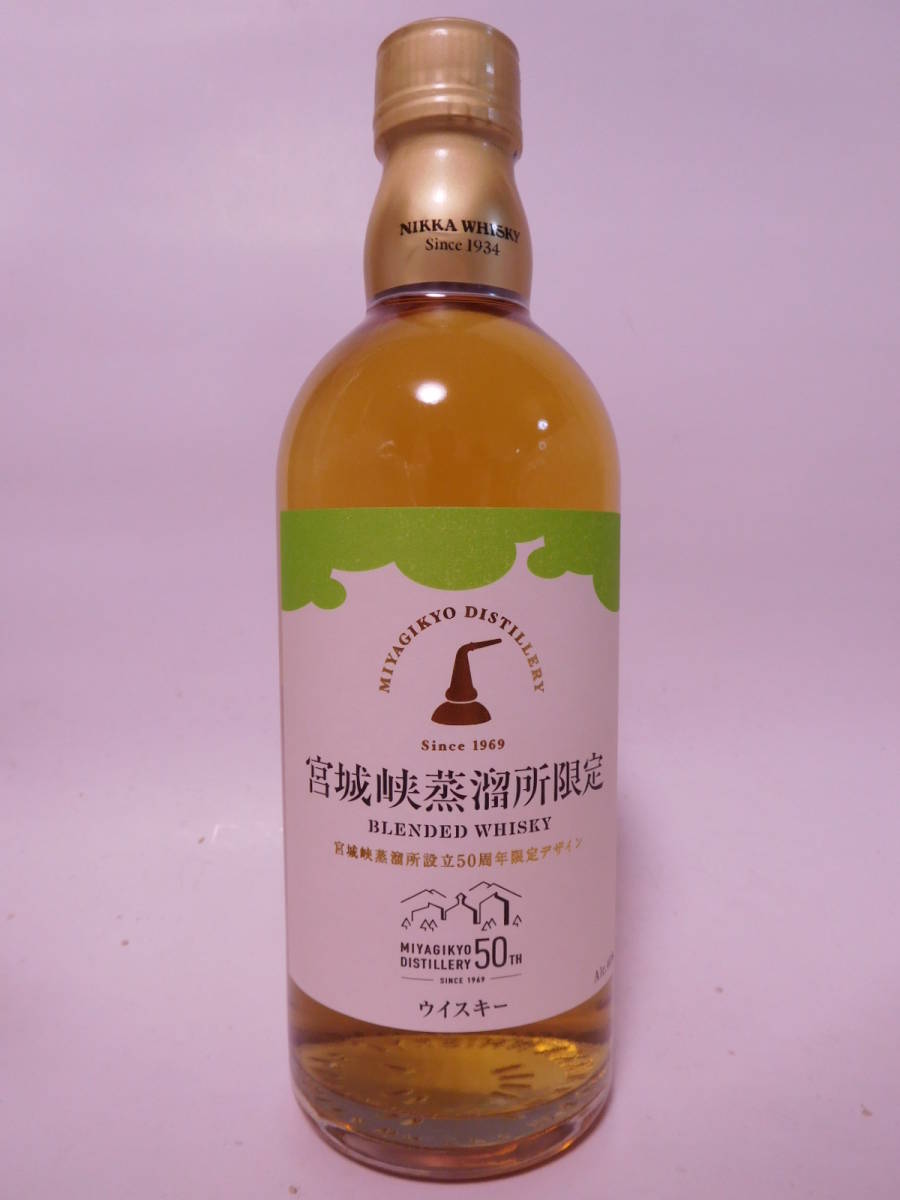 NIKKA WHISKY
Since 1934
MIYAGIKYO DISTILLERY
Since 1969
宮城峡蒸溜所限定
BLENDED WHISKY
宮城峡蒸溜所設立50周年限定デザイン
MIYAGIKYO
DISTILLERY 50TH
SINCE 1969
Alc.
ウイスキー